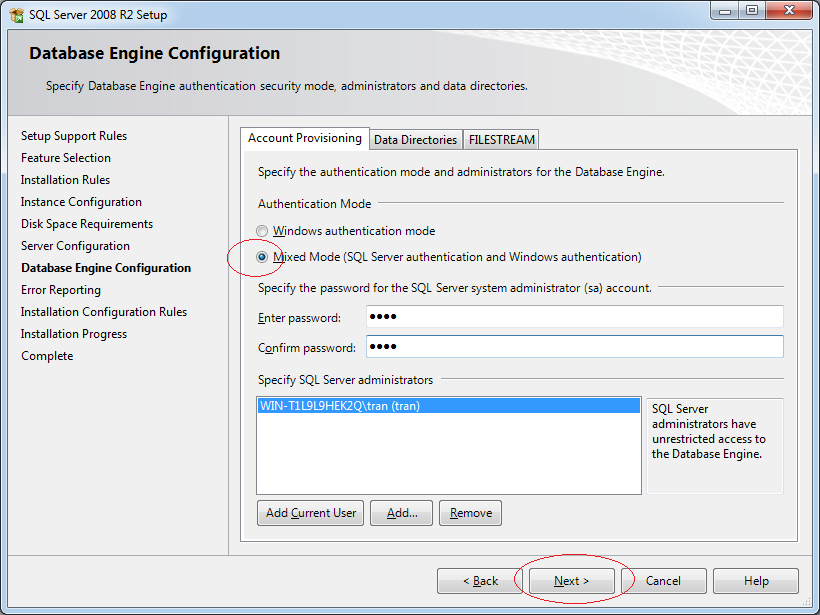 SQL Server 2008 R2 Setup
Database Engine Configuration
Specify Database Engine authentication security mode, administrators and data directories.
Setup Support Rules
Feature Selection
Installation Rules
Instance Configuration
Disk Space Requirements
Server Configuration
Database Engine Configuration
Error Reporting
Installation Configuration Rules
Installation Progress
Complete
Account Provisioning Data Directories FILESTREAM
Specify the authentication mode and administrators for the Database Engine.
Authentication Mode
Windows authentication mode
Mixed Mode (SQL Server authentication and Windows authentication)
Specify the password for the SQL Server system administrator (sa) account.
Enter password: ●●●●
Confirm password: ●●●●
Specify SQL Server administrators
WIN-T1L9L9HEK2Q\tran (tran)
SQL Server
administrators have
unrestricted access to
the Database Engine.
Add Current User Add... Remove
< Back Next > Cancel Help